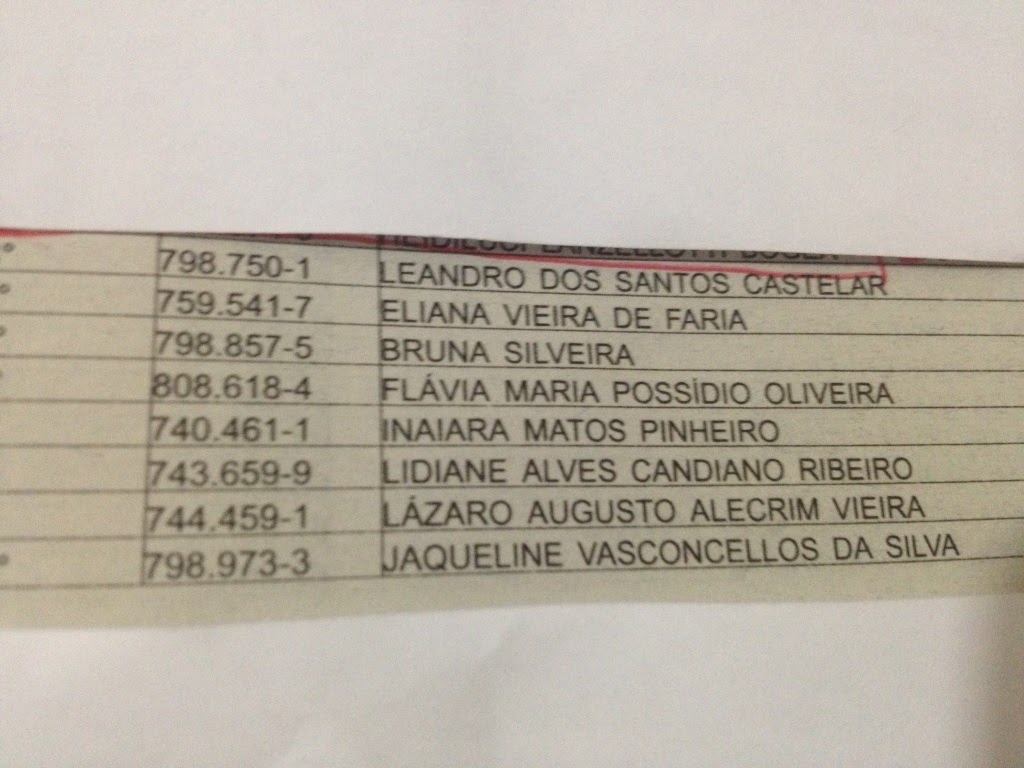 798.750-1 LEANDRO DOS SANTOS CASTELAR
759.541-7 ELIANA VIEIRA DE FARIA
798.857-5 BRUNA SILVEIRA
808.618-4 FLÁVIA MARIA POSSÍDIO OLIVEIRA
740.461-1 INAIARA MATOS PINHEIRO
743.659-9 LIDIANE ALVES CANDIANO RIBEIRO
744.459-1 LÁZARO AUGUSTO ALECRIM VIEIRA
798.973-3 JAQUELINE VASCONCELLOS DA SILVA